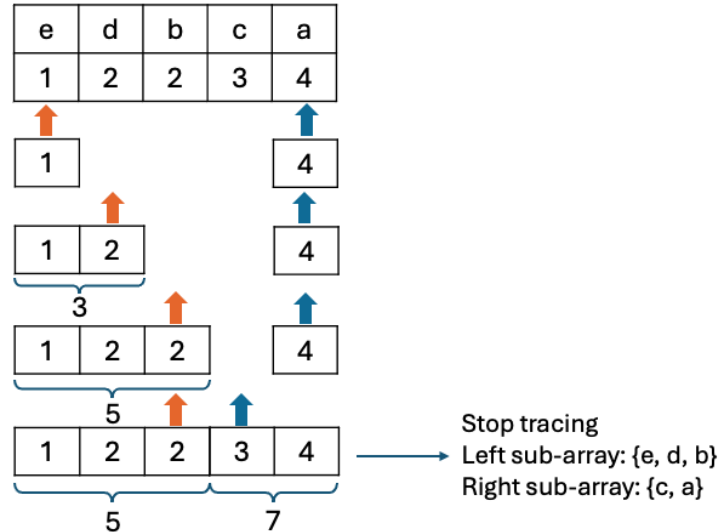 e d b c a
1 2 2 3 4
1 4
1 2 4
3
1 2 2 4
5
1 2 2 3 4
5 7
Stop tracing
Left sub-array: {e, d, b}
Right sub-array: {c, a}